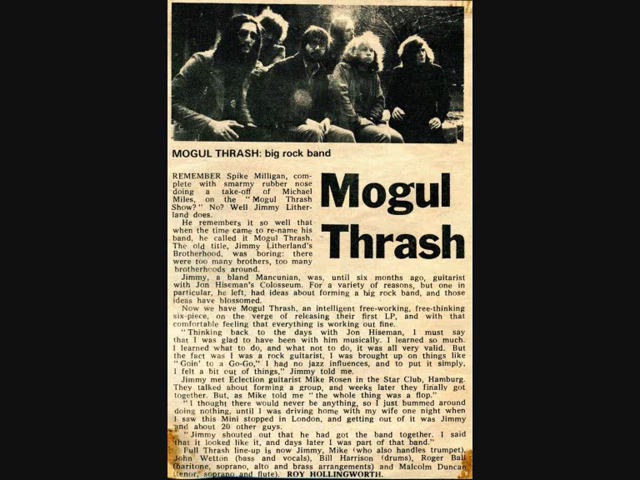 MOGUL THRASH: big rock band
Mogul
Thrash
REMEMBER Spike Milligan, com-
plete with smarmy rubber nose
doing a take-off of Michael
Miles, on the "Mogul Thrash
Show?" No? Well Jimmy Lither-
land does.
He remembers it so well that
when the time came to re-name his
band, he called it Mogul Thrash.
The old title, Jimmy Litherland's
Brotherhood, was boring: there
were too many brothers, too many
brotherhoods around.
Jimmy, a bland Mancunian, was, until six months ago, guitarist
with Jon Hiseman's Colosseum. For a variety of reasons, but one in
particular, he left, had ideas about forming a big rock band, and those
ideas have blossomed.
Now we have Mogul Thrash, an intelligent free-working, free-thinking
six-piece, on the verge of releasing their first LP, and with that
comfortable feeling that everything is working out fine.
"Thinking back to the days with Jon Hiseman, I must say
that I was glad to have been with him musically. I learned so much.
I learned what to do, and what not to do, it was all very valid. But
the fact was I was a rock guitarist, I was brought up on things like
"Goin' to a Go-Go," I had no jazz influences, and to put it simply,
I felt a bit out of things," Jimmy told me.
Jimmy met Eclection guitarist Mike Rosen in the Star Club, Hamburg.
They talked about forming a group, and weeks later they finally got
together. But, as Mike told me "the whole thing was a flop."
"I thought there would never be anything, so I just bummed around
doing nothing, until I was driving home with my wife one night when
I saw this Mini stopped in London, and getting out of it was Jimmy
and about 20 other guys.
"Jimmy shouted out that he had got the band together. I said
that it looked like it, and days later I was part of that band."
Full Thrash line-up is now Jimmy, Mike (who also handles trumpet),
John Wetton (bass and vocals), Bill Harrison (drums), Roger Ball
(baritone, soprano, alto and brass arrangements) and Malcolm Duncan
(tenor, soprano and flute). ROY HOLLINGWORTH.